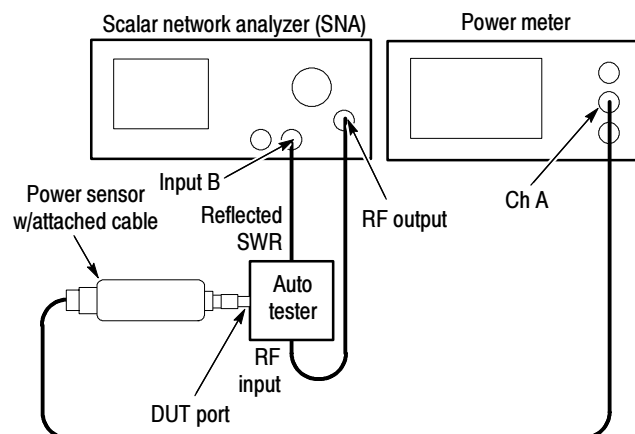 Scalar network analyzer (SNA)
Power meter
Input B
Power sensor
w/attached cable
Reflected
SWR
RF output
Ch A
Auto
tester
RF
input
DUT port